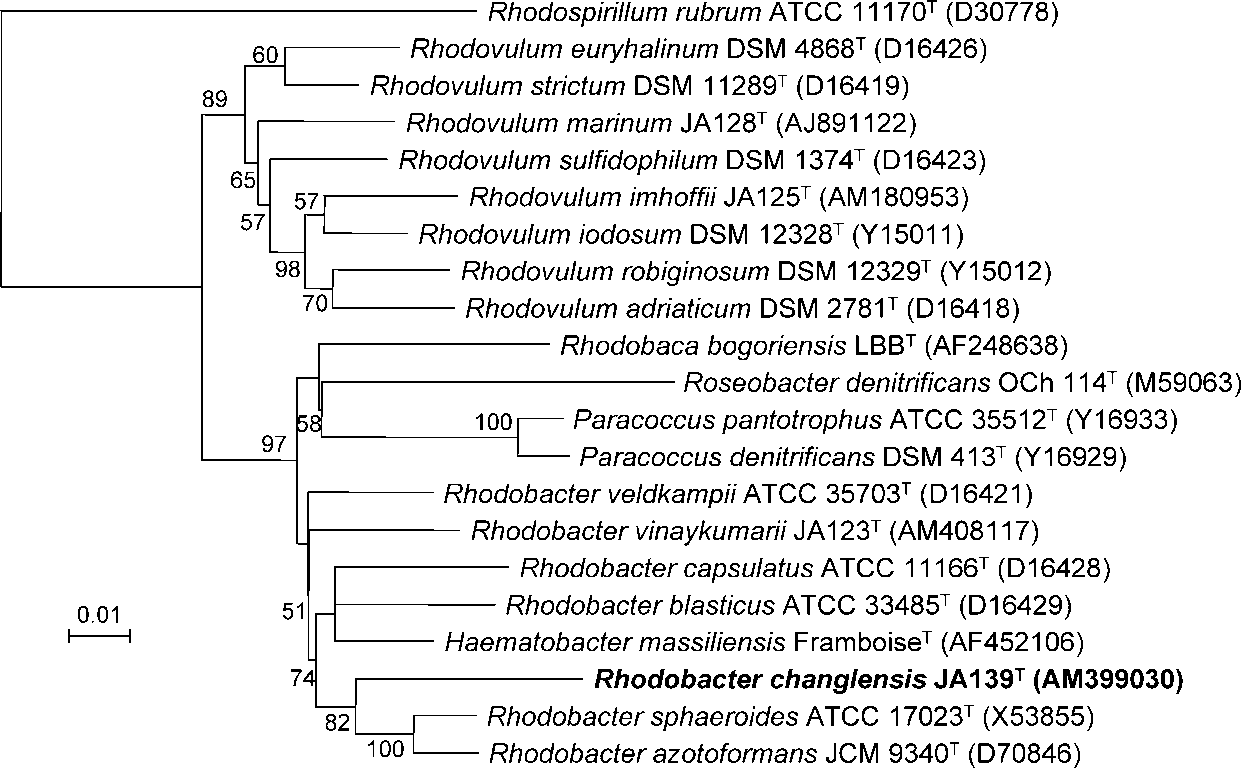 Rhodospirillum rubrum ATCC 11170ᵀ (D30778)
60 Rhodovulum euryhalinum DSM 4868ᵀ (D16426)
Rhodovulum strictum DSM 11289ᵀ (D16419)
89
Rhodovulum marinum JA128ᵀ (AJ891122)
Rhodovulum sulfidophilum DSM 1374ᵀ (D16423)
65
57 Rhodovulum imhoffii JA125ᵀ (AM180953)
57
Rhodovulum iodosum DSM 12328ᵀ (Y15011)
98 Rhodovulum robiginosum DSM 12329ᵀ (Y15012)
70 Rhodovulum adriaticum DSM 2781ᵀ (D16418)
Rhodobaca bogoriensis LBBᵀ (AF248638)
Roseobacter denitrificans OCh 114ᵀ (M59063)
58 100 Paracoccus pantotrophus ATCC 35512ᵀ (Y16933)
97
Paracoccus denitrificans DSM 413ᵀ (Y16929)
Rhodobacter veldkampii ATCC 35703ᵀ (D16421)
Rhodobacter vinaykumarii JA123ᵀ (AM408117)
Rhodobacter capsulatus ATCC 11166ᵀ (D16428)
51 Rhodobacter blasticus ATCC 33485ᵀ (D16429)
0.01
Haematobacter massiliensis Framboiseᵀ (AF452106)
74 Rhodobacter changlensis JA139ᵀ (AM399030)
82 Rhodobacter sphaeroides ATCC 17023ᵀ (X53855)
100 Rhodobacter azotoformans JCM 9340ᵀ (D70846)